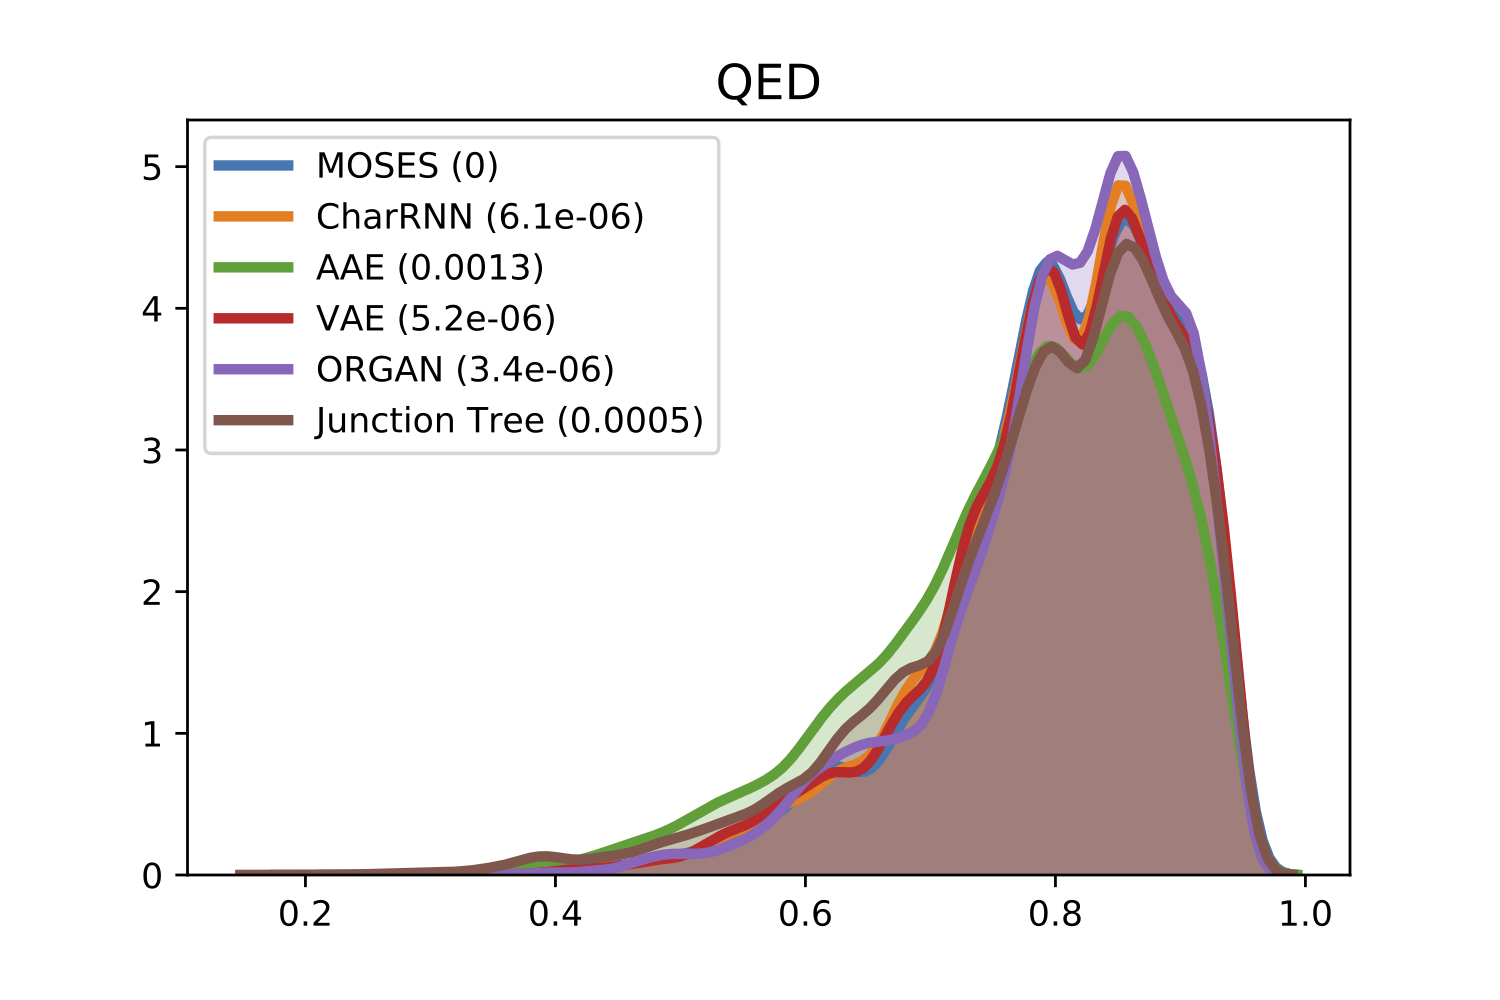 QED
MOSES (0)
CharRNN (6.1e-06)
AAE (0.0013)
VAE (5.2e-06)
ORGAN (3.4e-06)
Junction Tree (0.0005)
5
4
3
2
1
0
0.2 0.4 0.6 0.8 1.0